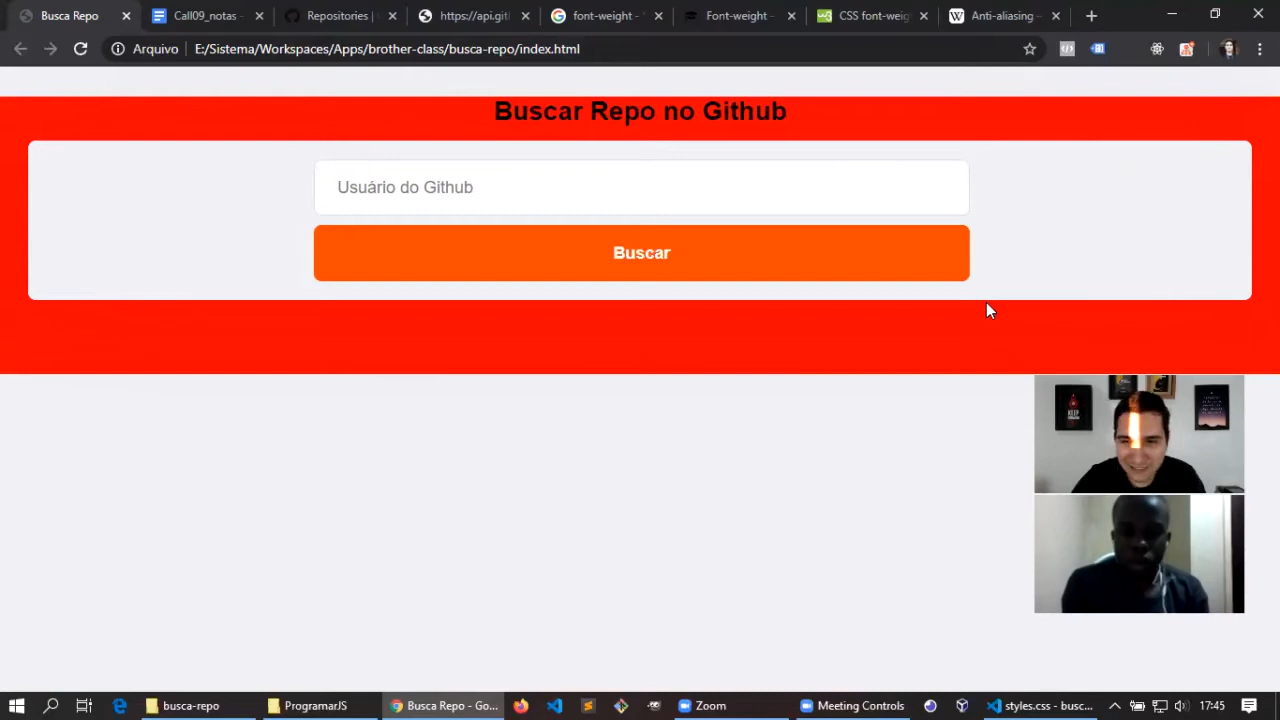 Busca Repo
Call09_notas -
Repositories |
https://api.git
font-weight -
Font-weight –
CSS font-weig
Anti-aliasing –
Arquivo
E:/Sistema/Workspaces/Apps/brother-class/busca-repo/index.html
Buscar Repo no Github
Usuário do Github
Buscar
KEEP
busca-repo
ProgramarJS
Busca Repo - Go...
Zoom
Meeting Controls
styles.css - busc...
17:45